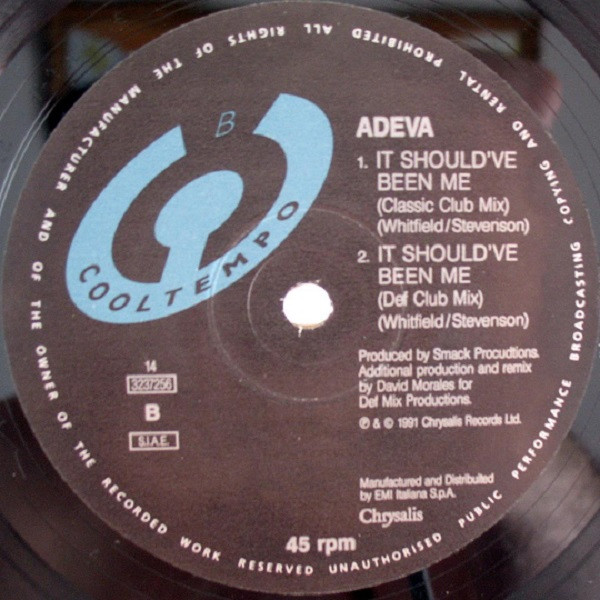 ALL RIGHTS OF THE MANUFACTURER AND OF THE OWNER OF THE RECORDED WORK RESERVED UNAUTHORISED PUBLIC PERFORMANCE BROADCASTING COPYING AND RENTAL PROHIBITED
B
COOLTEMPO
ADEVA
1. IT SHOULD'VE
BEEN ME
(Classic Club Mix)
(Whitfield/Stevenson)
2. IT SHOULD'VE
BEEN ME
(Def Club Mix)
(Whitfield/Stevenson)
14
3237256
B
S.I.A.E.
Produced by Smack Procudtions.
Additional production and remix
by David Morales for
Def Mix Productions.
℗ & © 1991 Chrysalis Records Ltd.
Manufactured and Distribuited
by EMI Italiana S.p.A.
Chrysalis
45 rpm